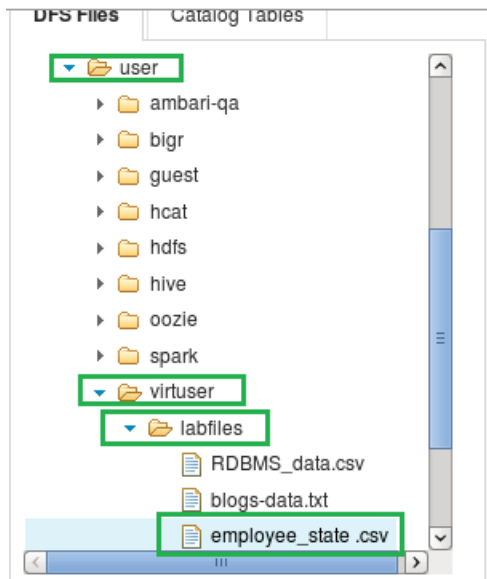 DFS Files Catalog Tables
user
ambari-qa
bigr
guest
hcat
hdfs
hive
oozie
spark
virtuser
labfiles
RDBMS_data.csv
blogs-data.txt
employee_state .csv